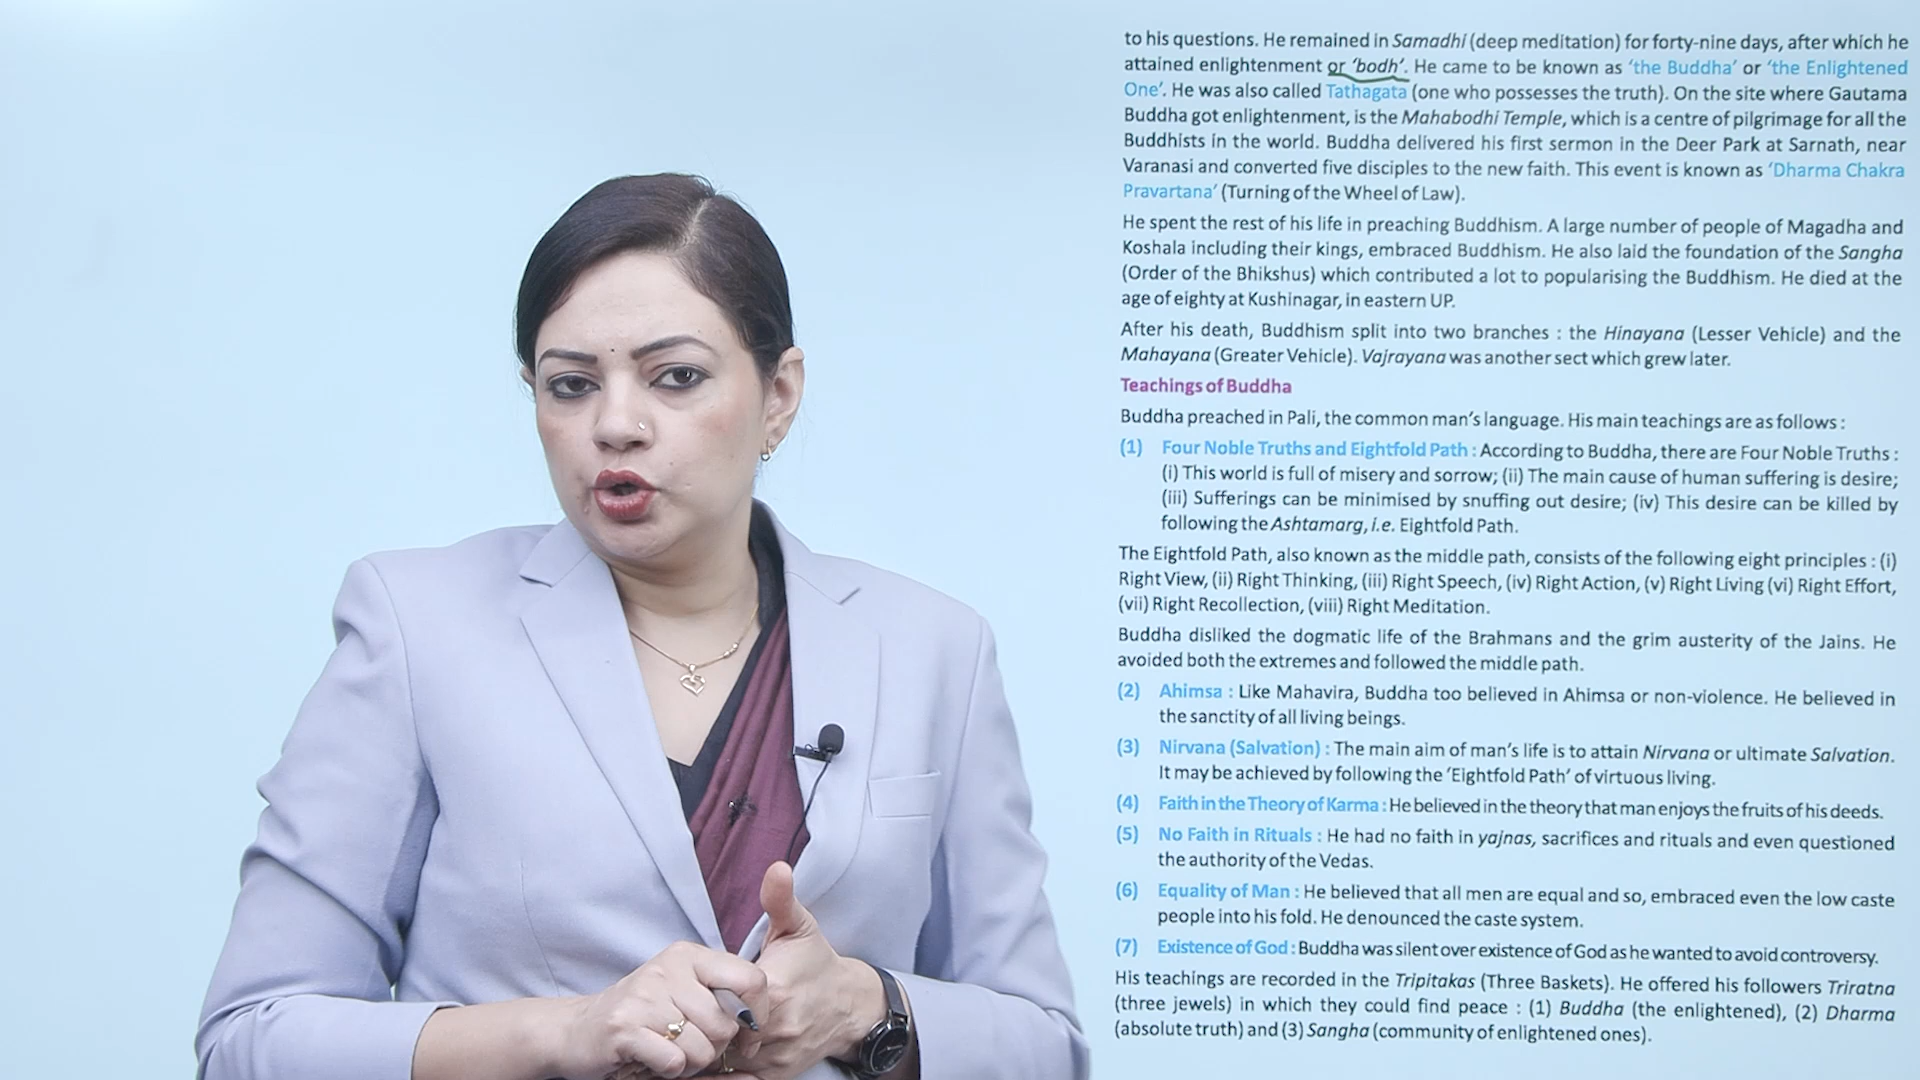 to his questions. He remained in Samadhi (deep meditation) for forty-nine days, after which he
attained enlightenment or ‘bodh’. He came to be known as ‘the Buddha’ or ‘the Enlightened
One’. He was also called Tathagata (one who possesses the truth). On the site where Gautama
Buddha got enlightenment, is the Mahabodhi Temple, which is a centre of pilgrimage for all the
Buddhists in the world. Buddha delivered his first sermon in the Deer Park at Sarnath, near
Varanasi and converted five disciples to the new faith. This event is known as ‘Dharma Chakra
Pravartana’ (Turning of the Wheel of Law).
He spent the rest of his life in preaching Buddhism. A large number of people of Magadha and
Koshala including their kings, embraced Buddhism. He also laid the foundation of the Sangha
(Order of the Bhikshus) which contributed a lot to popularising the Buddhism. He died at the
age of eighty at Kushinagar, in eastern UP.
After his death, Buddhism split into two branches : the Hinayana (Lesser Vehicle) and the
Mahayana (Greater Vehicle). Vajrayana was another sect which grew later.
Teachings of Buddha
Buddha preached in Pali, the common man’s language. His main teachings are as follows :
(1) Four Noble Truths and Eightfold Path : According to Buddha, there are Four Noble Truths :
(i) This world is full of misery and sorrow; (ii) The main cause of human suffering is desire;
(iii) Sufferings can be minimised by snuffing out desire; (iv) This desire can be killed by
following the Ashtamarg, i.e. Eightfold Path.
The Eightfold Path, also known as the middle path, consists of the following eight principles : (i)
Right View, (ii) Right Thinking, (iii) Right Speech, (iv) Right Action, (v) Right Living (vi) Right Effort,
(vii) Right Recollection, (viii) Right Meditation.
Buddha disliked the dogmatic life of the Brahmans and the grim austerity of the Jains. He
avoided both the extremes and followed the middle path.
(2) Ahimsa : Like Mahavira, Buddha too believed in Ahimsa or non-violence. He believed in
the sanctity of all living beings.
(3) Nirvana (Salvation) : The main aim of man’s life is to attain Nirvana or ultimate Salvation.
It may be achieved by following the ‘Eightfold Path’ of virtuous living.
(4) Faith in the Theory of Karma : He believed in the theory that man enjoys the fruits of his deeds.
(5) No Faith in Rituals : He had no faith in yajnas, sacrifices and rituals and even questioned
the authority of the Vedas.
(6) Equality of Man : He believed that all men are equal and so, embraced even the low caste
people into his fold. He denounced the caste system.
(7) Existence of God : Buddha was silent over existence of God as he wanted to avoid controversy.
His teachings are recorded in the Tripitakas (Three Baskets). He offered his followers Triratna
(three jewels) in which they could find peace : (1) Buddha (the enlightened), (2) Dharma
(absolute truth) and (3) Sangha (community of enlightened ones).